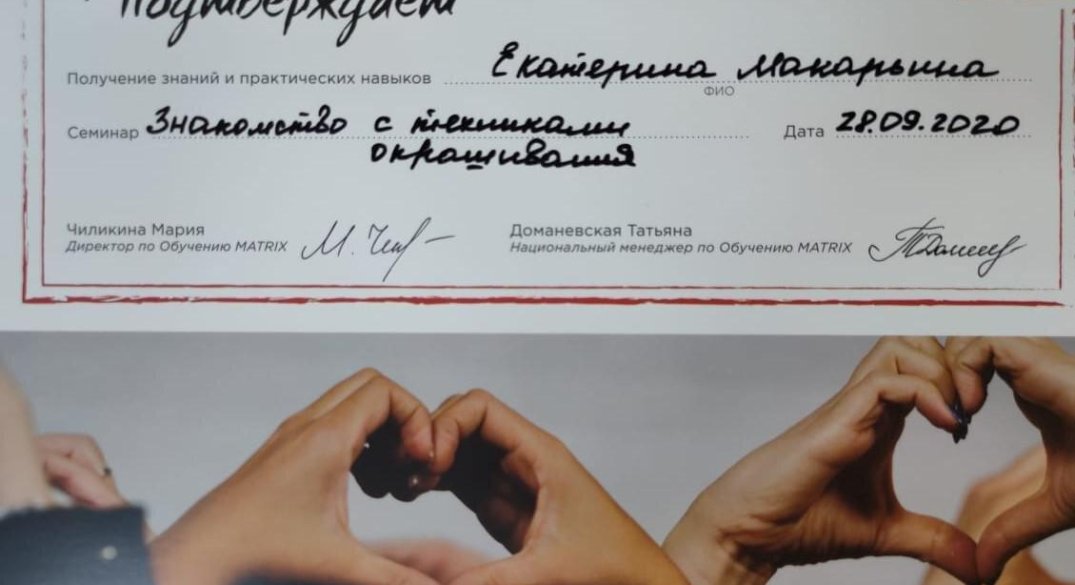 подтверждает
Получение знаний и практических навыков Екатерина Макарьина
ФИО
Семинар Знакомство с техниками Дата 28.09.2020
окрашивания
Чиликина Мария
Директор по Обучению MATRIX
Доманевская Татьяна
Национальный менеджер по Обучению MATRIX